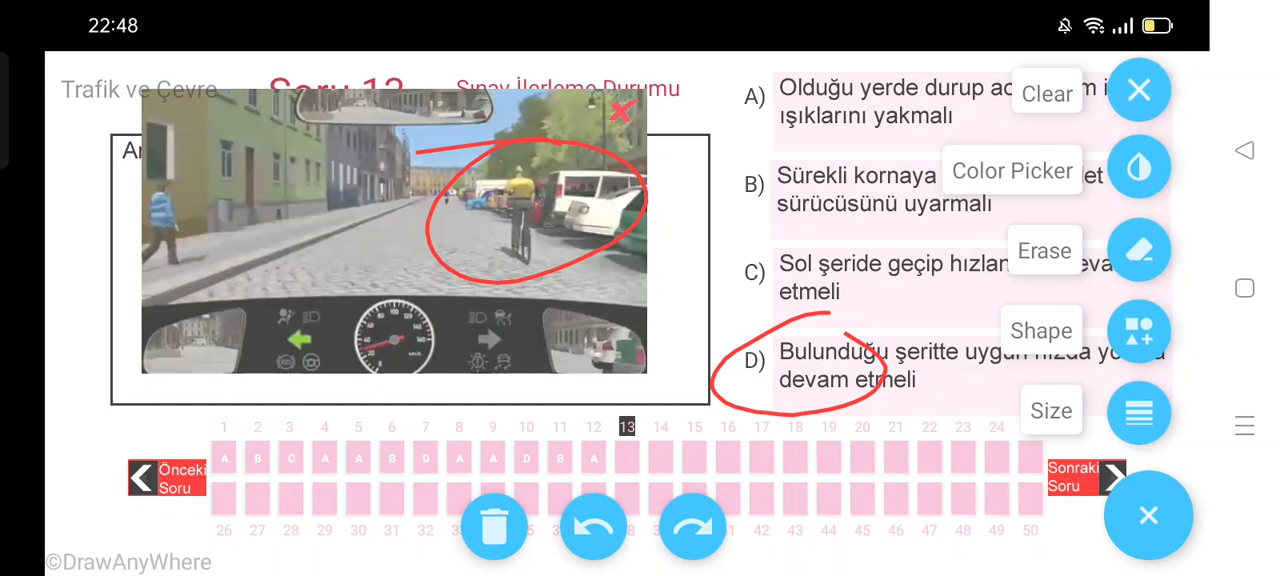 22:48
Trafik ve Çevre
Sınav İlerleme Durumu
A) Olduğu yerde durup
ışıklarını yakmalı
B) Sürekli kornaya
sürücüsünü uyarmalı
C) Sol şeride geçip
etmeli
D) Bulunduğu şeritte uygun hızda
devam etmeli
Clear
Color Picker
Erase
Shape
Size
1 2 3 4 5 6 7 8 9 10 11 12 13 14 15 16 17 18 19 20 21 22 23 24
A B C A A B D A A D B A
Önceki
Soru
Sonraki
Soru
26 27 28 29 30 31 32 42 43 44 45 46 47 48 49 50
©DrawAnyWhere